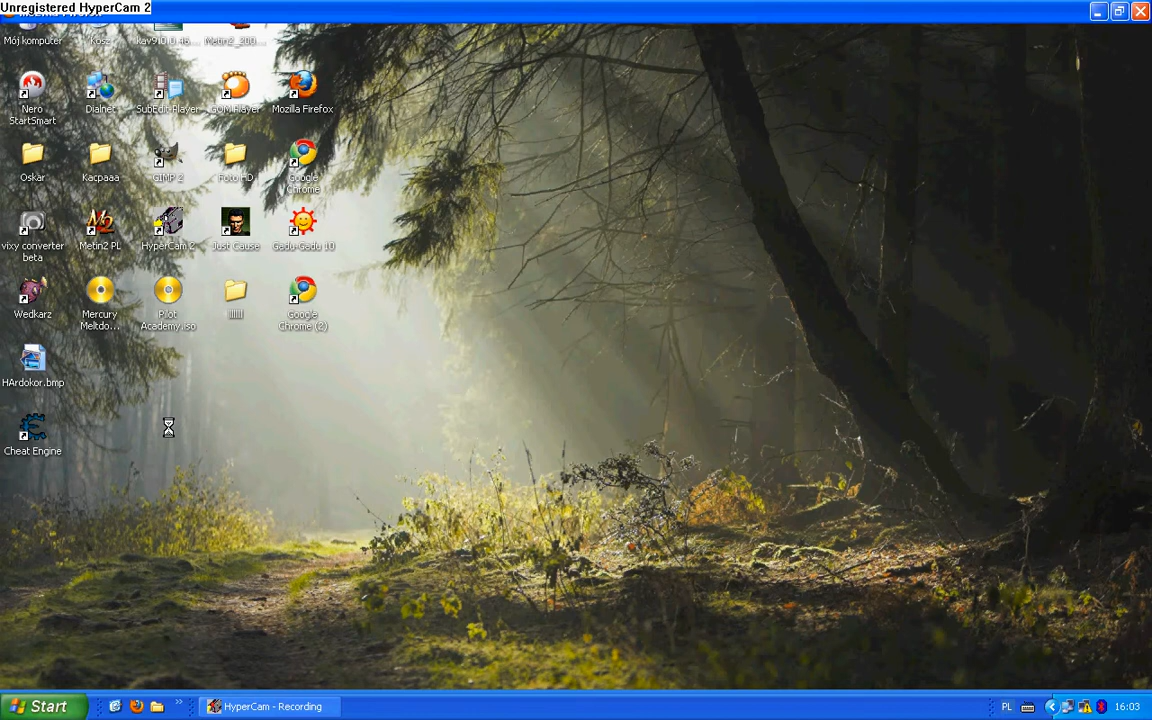 Unregistered HyperCam 2
Mój komputer
Kosz
Metin2_200...
Nero
StartSmart
Dialnet
SubEdit-Player
GOM Player
Mozilla Firefox
Oskar
Kacpaaa
GIMP 2
Foto HD
Google
Chrome
vixy converter
beta
Metin2 PL
HyperCam 2
Just Cause
Gadu-Gadu 10
Wedkarz
Mercury
Meltdo...
Pilot
Academy.iso
Google
Chrome (2)
HArdokor.bmp
Cheat Engine
Start
HyperCam - Recording
PL
16:03